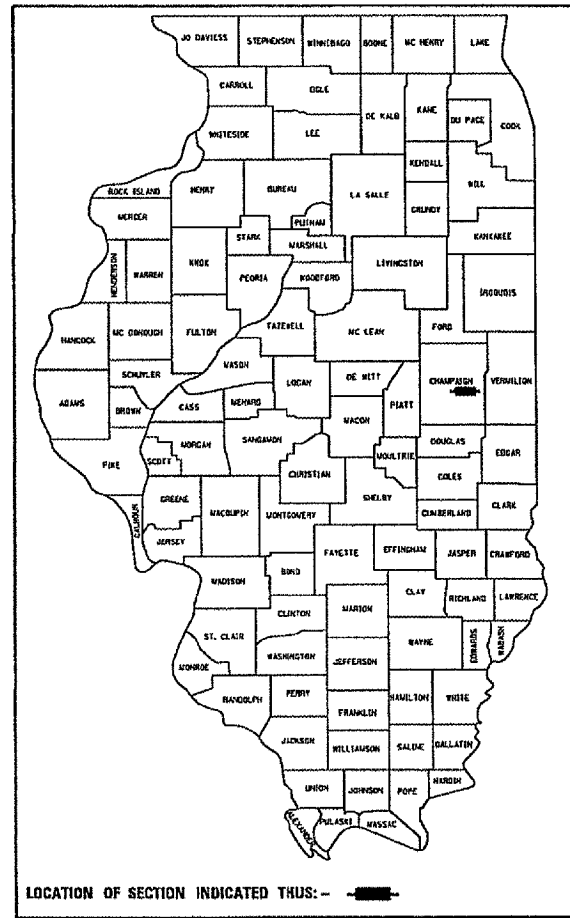 JO DAVIESS STEPHENSON WINNEBAGO BOONE MC HENRY LAKE
CARROLL OGLE DE KALB KANE DU PAGE COOK
WHITESIDE LEE KENDALL WILL
ROCK ISLAND HENRY BUREAU LA SALLE GRUNDY
MERCER STARK PUTNAM MARSHALL KANKAKEE
HENDERSON WARREN KNOX PEORIA WOODFORD LIVINGSTON IROQUOIS
HANCOCK MC DONOUGH FULTON TAZEWELL MC LEAN FORD
SCHUYLER MASON LOGAN DE WITT CHAMPAIGN VERMILION
ADAMS BROWN CASS MENARD MACON PIATT
PIKE SCOTT MORGAN SANGAMON CHRISTIAN MOULTRIE DOUGLAS EDGAR
COLES
CALHOUN GREENE MACOUPIN MONTGOMERY SHELBY CUMBERLAND CLARK
JERSEY FAYETTE EFFINGHAM JASPER CRAWFORD
MADISON BOND CLAY RICHLAND LAWRENCE
CLINTON MARION WAYNE EDWARDS WABASH
ST. CLAIR WASHINGTON JEFFERSON
MONROE RANDOLPH PERRY HAMILTON WHITE
FRANKLIN
JACKSON WILLIAMSON SALINE GALLATIN
UNION JOHNSON POPE HARDIN
ALEXANDER PULASKI MASSAC
LOCATION OF SECTION INDICATED THUS: -